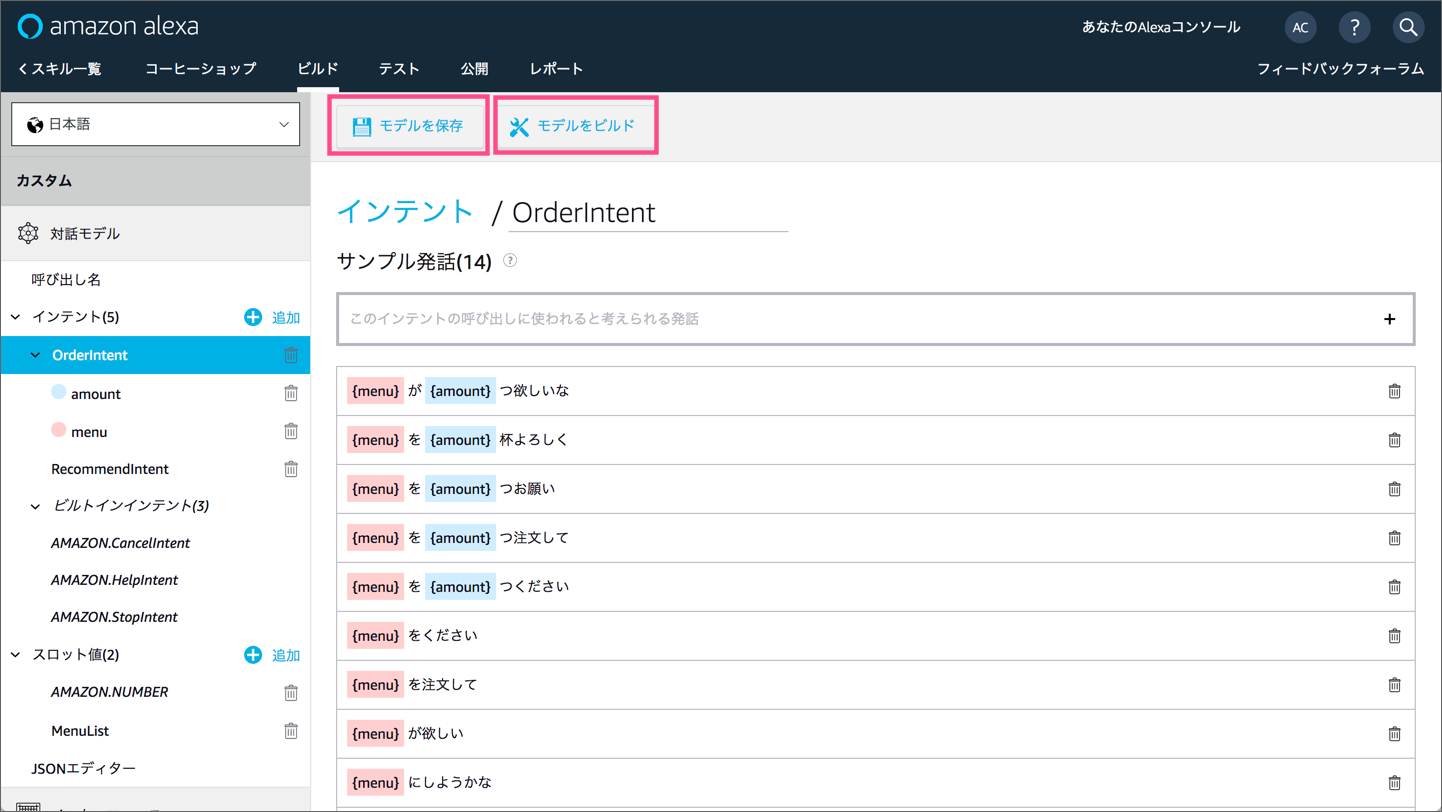 amazon alexa
あなたのAlexaコンソール
AC
?
スキル一覧
コーヒーショップ
ビルド
テスト
公開
レポート
フィードバックフォーラム
日本語
モデルを保存
モデルをビルド
カスタム
対話モデル
呼び出し名
インテント(5)
追加
OrderIntent
amount
menu
RecommendIntent
ビルトインインテント(3)
AMAZON.CancelIntent
AMAZON.HelpIntent
AMAZON.StopIntent
スロット値(2)
追加
AMAZON.NUMBER
MenuList
JSONエディター
インテント / OrderIntent
サンプル発話(14) ?
このインテントの呼び出しに使われると考えられる発話
{menu} が {amount} つ欲しいな
{menu} を {amount} 杯よろしく
{menu} を {amount} つお願い
{menu} を {amount} つ注文して
{menu} を {amount} つください
{menu} をください
{menu} を注文して
{menu} が欲しい
{menu} にしようかな